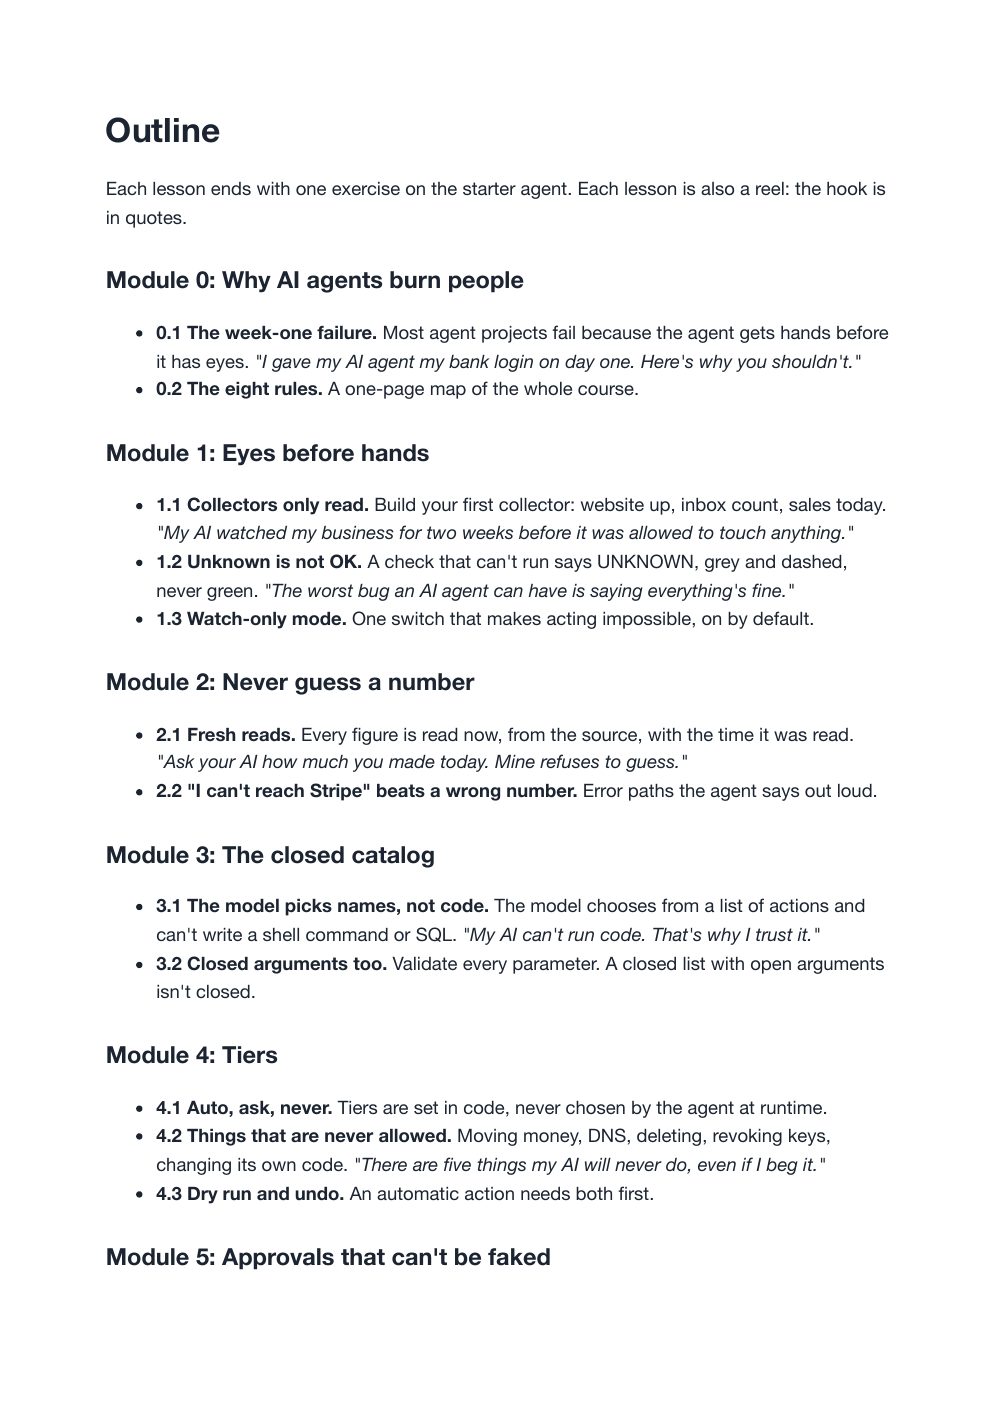 Outline
Each lesson ends with one exercise on the starter agent. Each lesson is also a reel: the hook is
in quotes.
Module 0: Why AI agents burn people
• 0.1 The week-one failure. Most agent projects fail because the agent gets hands before
it has eyes. "I gave my AI agent my bank login on day one. Here's why you shouldn't."
• 0.2 The eight rules. A one-page map of the whole course.
Module 1: Eyes before hands
• 1.1 Collectors only read. Build your first collector: website up, inbox count, sales today.
"My AI watched my business for two weeks before it was allowed to touch anything."
• 1.2 Unknown is not OK. A check that can't run says UNKNOWN, grey and dashed,
never green. "The worst bug an AI agent can have is saying everything's fine."
• 1.3 Watch-only mode. One switch that makes acting impossible, on by default.
Module 2: Never guess a number
• 2.1 Fresh reads. Every figure is read now, from the source, with the time it was read.
"Ask your AI how much you made today. Mine refuses to guess."
• 2.2 "I can't reach Stripe" beats a wrong number. Error paths the agent says out loud.
Module 3: The closed catalog
• 3.1 The model picks names, not code. The model chooses from a list of actions and
can't write a shell command or SQL. "My AI can't run code. That's why I trust it."
• 3.2 Closed arguments too. Validate every parameter. A closed list with open arguments
isn't closed.
Module 4: Tiers
• 4.1 Auto, ask, never. Tiers are set in code, never chosen by the agent at runtime.
• 4.2 Things that are never allowed. Moving money, DNS, deleting, revoking keys,
changing its own code. "There are five things my AI will never do, even if I beg it."
• 4.3 Dry run and undo. An automatic action needs both first.
Module 5: Approvals that can't be faked